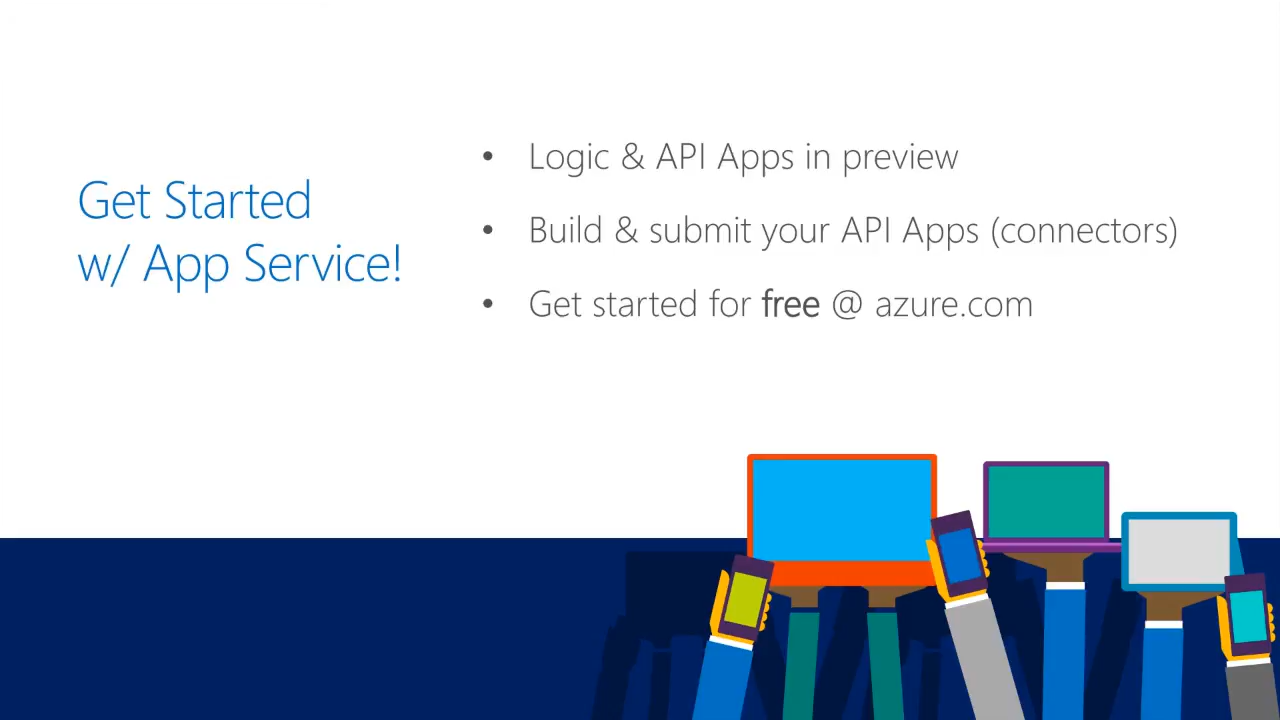 Get Started
w/ App Service!
• Logic & API Apps in preview
• Build & submit your API Apps (connectors)
• Get started for free @ azure.com